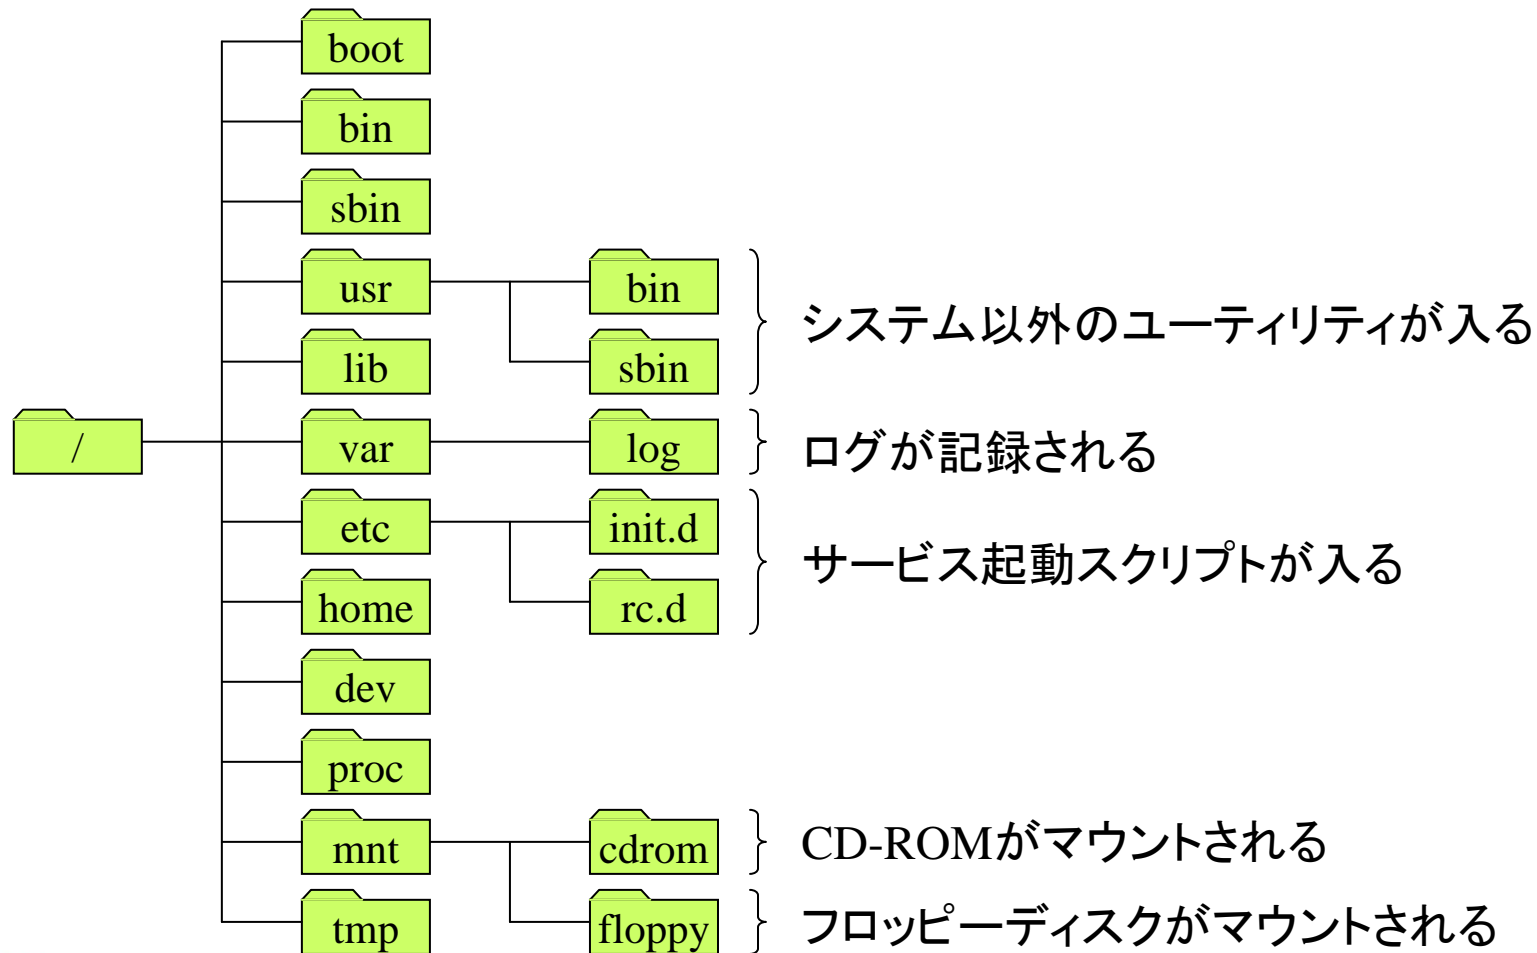 boot
bin
sbin
usr
bin
システム以外のユーティリティが入る
lib
sbin
/
var
log
ログが記録される
etc
init.d
サービス起動スクリプトが入る
home
rc.d
dev
proc
mnt
cdrom
CD-ROMがマウントされる
tmp
floppy
フロッピーディスクがマウントされる